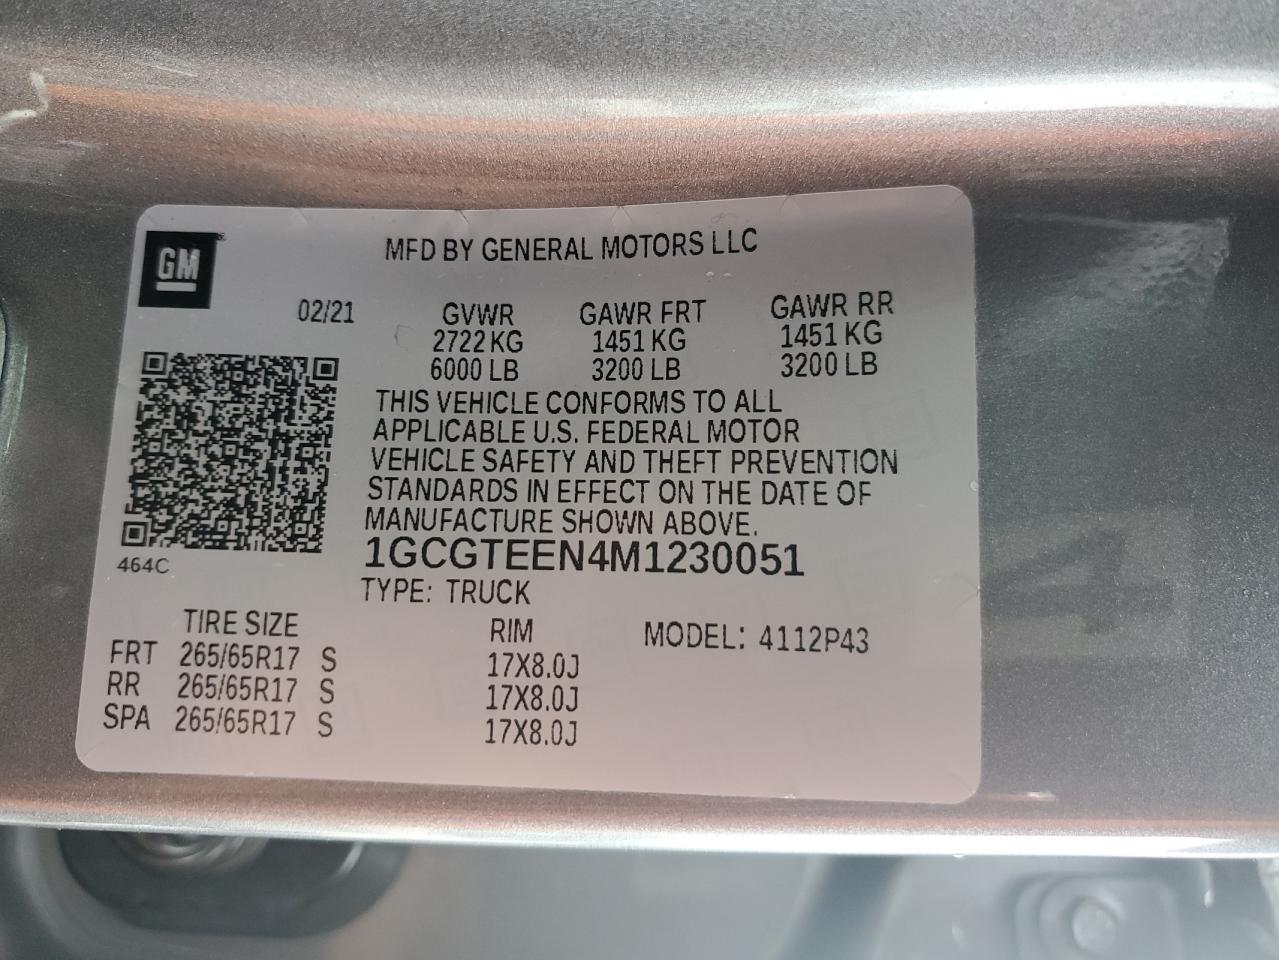 GM
MFD BY GENERAL MOTORS LLC
02/21 GVWR GAWR FRT GAWR RR
2722 KG 1451 KG 1451 KG
6000 LB 3200 LB 3200 LB
THIS VEHICLE CONFORMS TO ALL
APPLICABLE U.S. FEDERAL MOTOR
VEHICLE SAFETY AND THEFT PREVENTION
STANDARDS IN EFFECT ON THE DATE OF
MANUFACTURE SHOWN ABOVE.
1GCGTEEN4M1230051
464C
TYPE: TRUCK
TIRE SIZE RIM MODEL: 4112P43
FRT 265/65R17 S 17X8.0J
RR 265/65R17 S 17X8.0J
SPA 265/65R17 S 17X8.0J